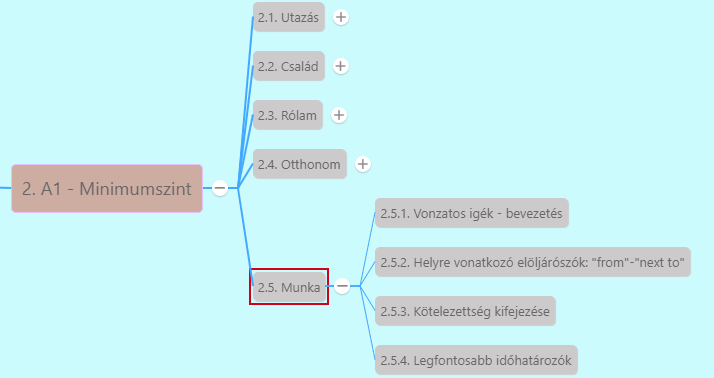 2.1. Utazás
2.2. Család
2.3. Rólam
2.4. Otthonom
2. A1 - Minimumszint
2.5. Munka
2.5.1. Vonzatos igék - bevezetés
2.5.2. Helyre vonatkozó elöljárószók: "from"-"next to"
2.5.3. Kötelezettség kifejezése
2.5.4. Legfontosabb időhatározók